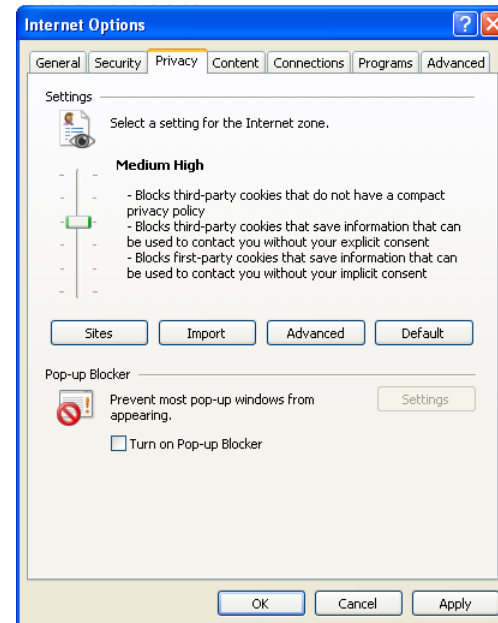 Internet Options
General Security Privacy Content Connections Programs Advanced
Settings
Select a setting for the Internet zone.
Medium High
- Blocks third-party cookies that do not have a compact
privacy policy
- Blocks third-party cookies that save information that can
be used to contact you without your explicit consent
- Blocks first-party cookies that save information that can
be used to contact you without your implicit consent
Sites Import Advanced Default
Pop-up Blocker
Prevent most pop-up windows from
appearing.
Settings
Turn on Pop-up Blocker
OK Cancel Apply